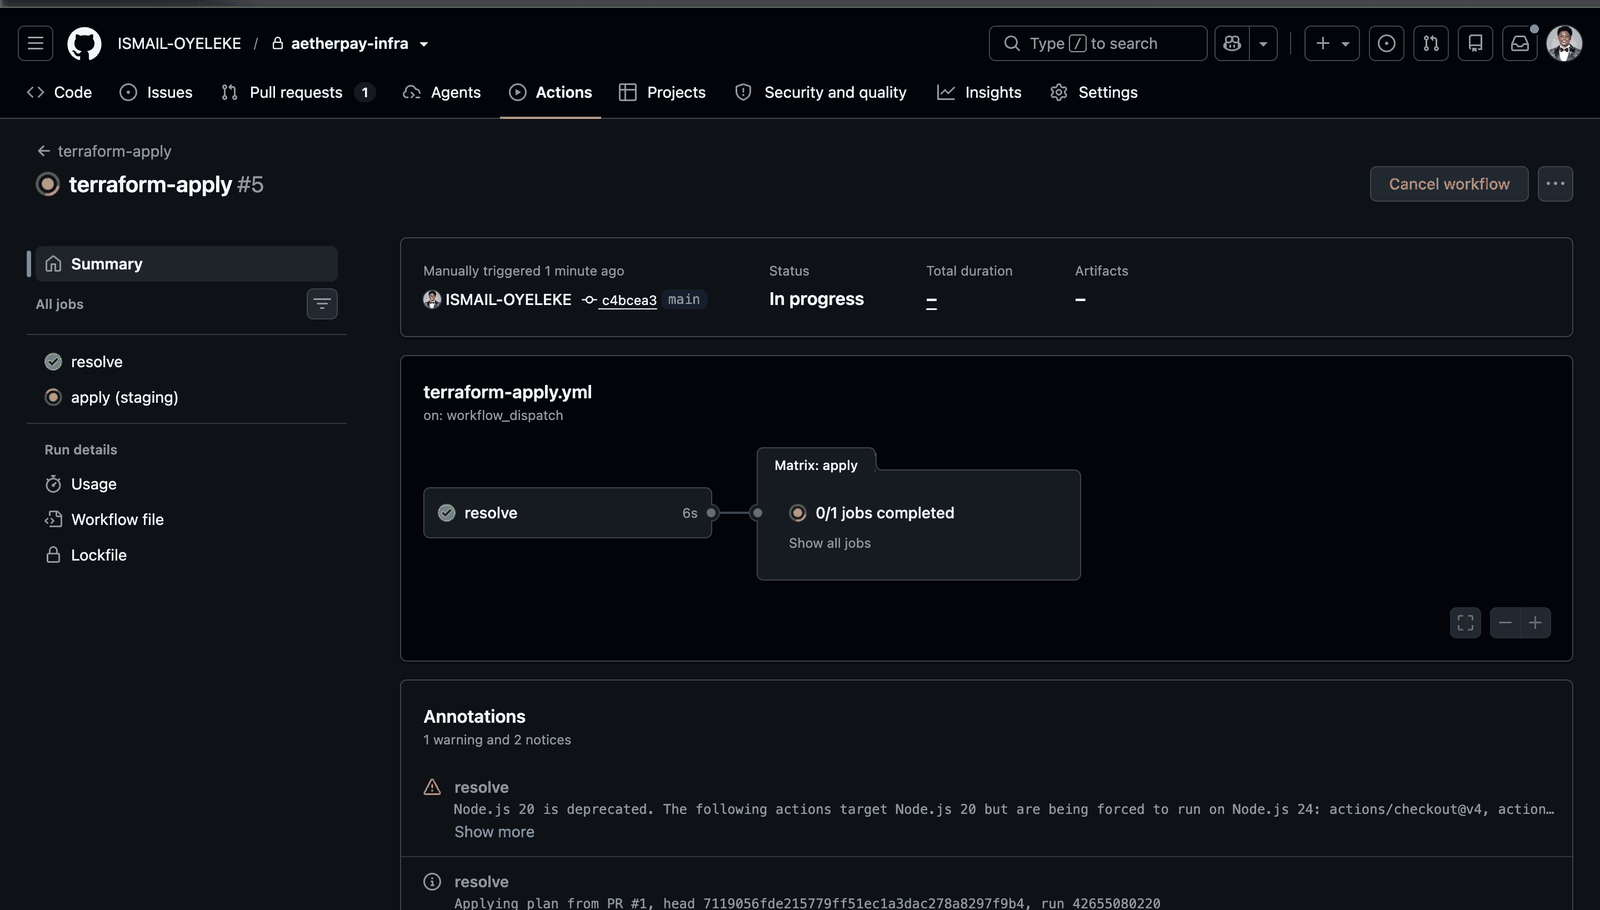 ISMAIL-OYELEKE / aetherpay-infra
Type / to search
Code Issues Pull requests 1 Agents Actions Projects Security and quality Insights Settings
terraform-apply
terraform-apply #5
Cancel workflow
Summary
All jobs
resolve
apply (staging)
Run details
Usage
Workflow file
Lockfile
Manually triggered 1 minute ago
ISMAIL-OYELEKE c4bcea3 main
Status
In progress
Total duration
–
Artifacts
–
terraform-apply.yml
on: workflow_dispatch
resolve 6s
Matrix: apply
0/1 jobs completed
Show all jobs
Annotations
1 warning and 2 notices
resolve
Node.js 20 is deprecated. The following actions target Node.js 20 but are being forced to run on Node.js 24: actions/checkout@v4, action…
Show more
resolve
Applying plan from PR #1, head 7119056fde215779ff51ec1a3dac278a8297f9b4, run 42655080220